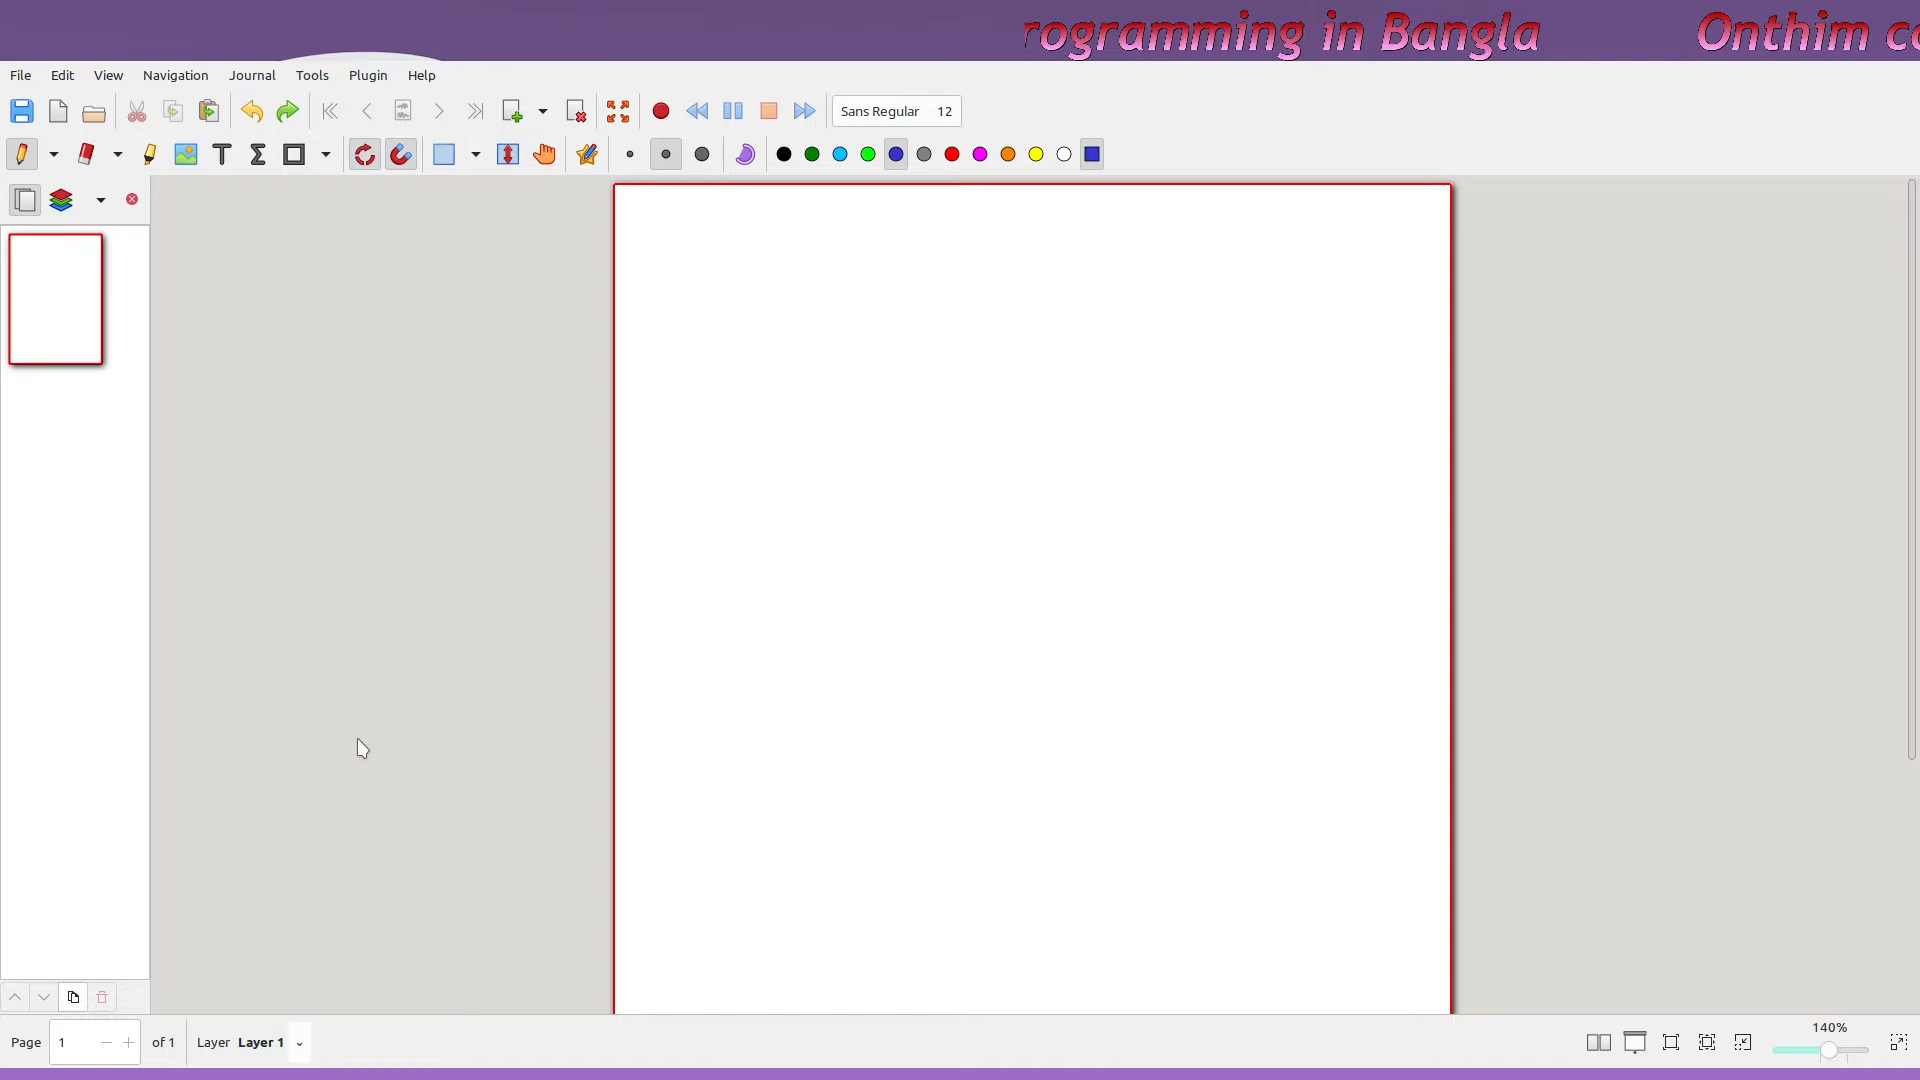 rogramming in Bangla Onthim
File Edit View Navigation Journal Tools Plugin Help
Sans Regular 12
Page 1 of 1 Layer Layer 1
140%